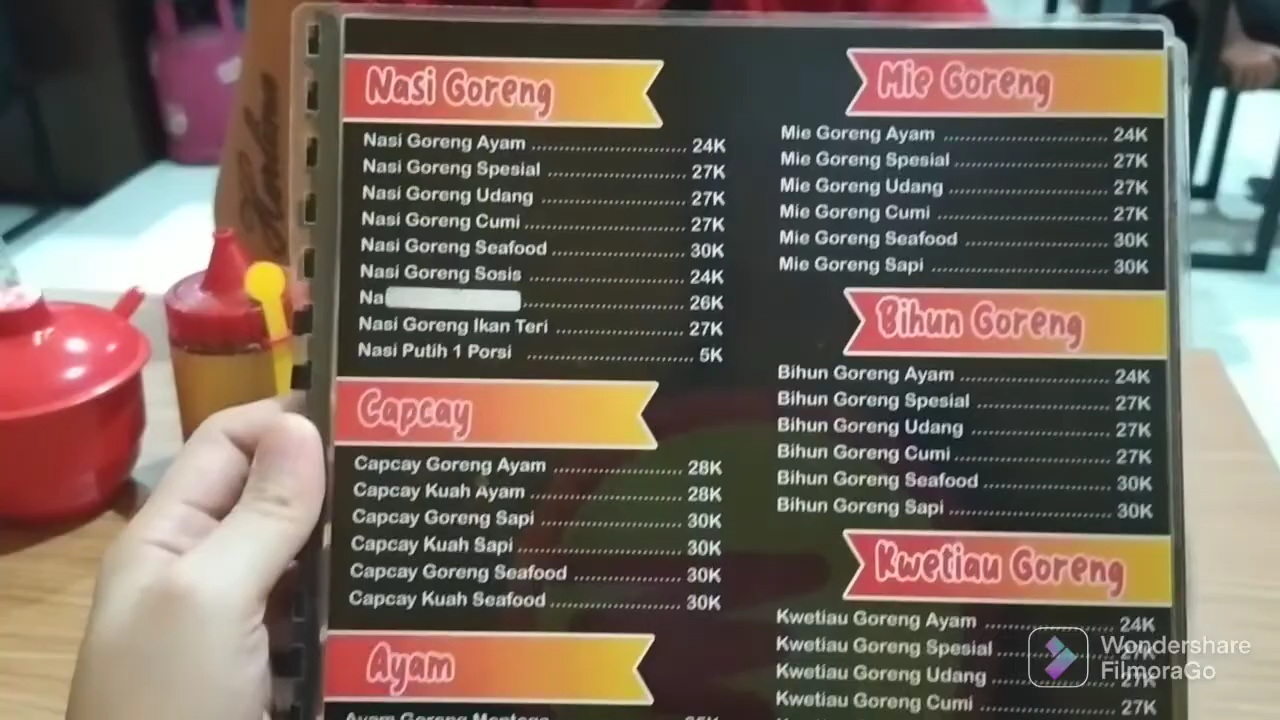 Nasi Goreng
Nasi Goreng Ayam ........................ 24K
Nasi Goreng Spesial ..................... 27K
Nasi Goreng Udang ...................... 27K
Nasi Goreng Cumi ........................ 27K
Nasi Goreng Seafood .................... 30K
Nasi Goreng Sosis ........................ 24K
Na ........................ 26K
Nasi Goreng Ikan Teri ................... 27K
Nasi Putih 1 Porsi ......................... 5K
Capcay
Capcay Goreng Ayam ................... 28K
Capcay Kuah Ayam ....................... 28K
Capcay Goreng Sapi ..................... 30K
Capcay Kuah Sapi ......................... 30K
Capcay Goreng Seafood ................ 30K
Capcay Kuah Seafood .................... 30K
Ayam
Ayam Goreng Mentega
Mie Goreng
Mie Goreng Ayam ........................ 24K
Mie Goreng Spesial ...................... 27K
Mie Goreng Udang ....................... 27K
Mie Goreng Cumi ......................... 27K
Mie Goreng Seafood ..................... 30K
Mie Goreng Sapi .......................... 30K
Bihun Goreng
Bihun Goreng Ayam ..................... 24K
Bihun Goreng Spesial ................... 27K
Bihun Goreng Udang .................... 27K
Bihun Goreng Cumi ...................... 27K
Bihun Goreng Seafood .................. 30K
Bihun Goreng Sapi ....................... 30K
Kwetiau Goreng
Kwetiau Goreng Ayam .................. 24K
Kwetiau Goreng Spesial ................ 27K
Kwetiau Goreng Udang ................. 27K
Kwetiau Goreng Cumi ................... 27K
Wondershare
FilmoraGo